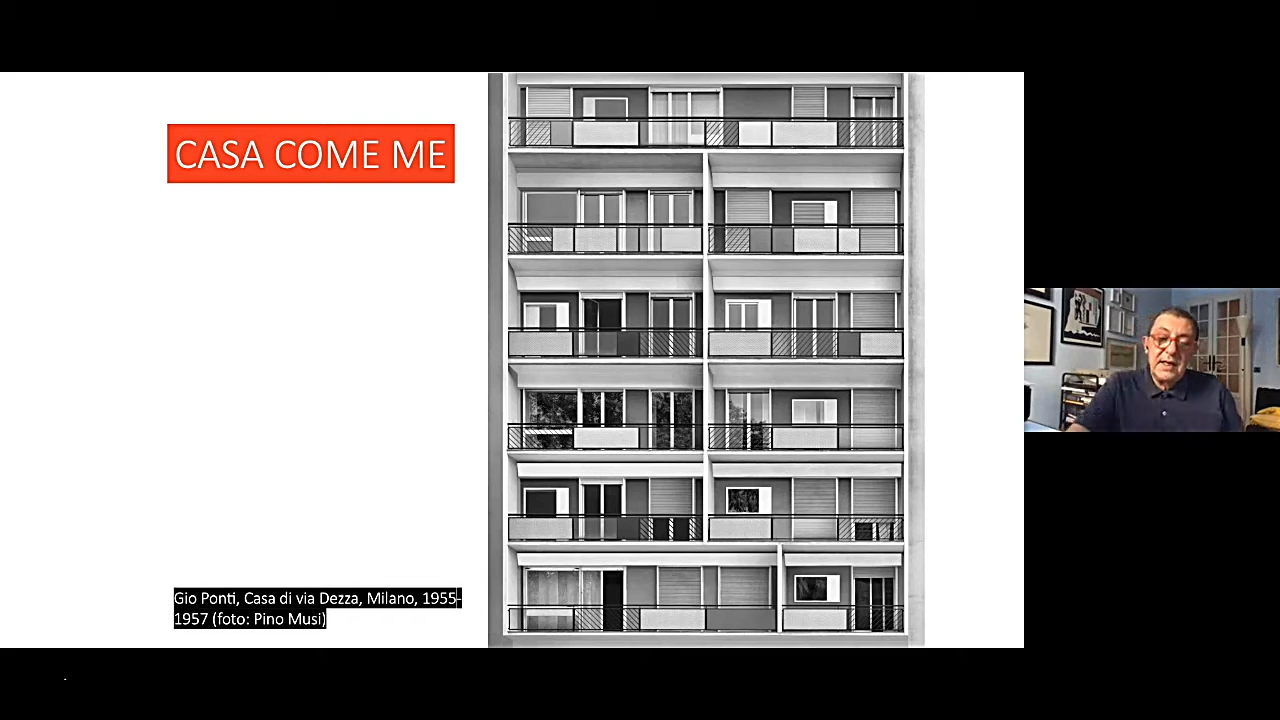 CASA COME ME
Gio Ponti, Casa di via Dezza, Milano, 1955-
1957 (foto: Pino Musi)